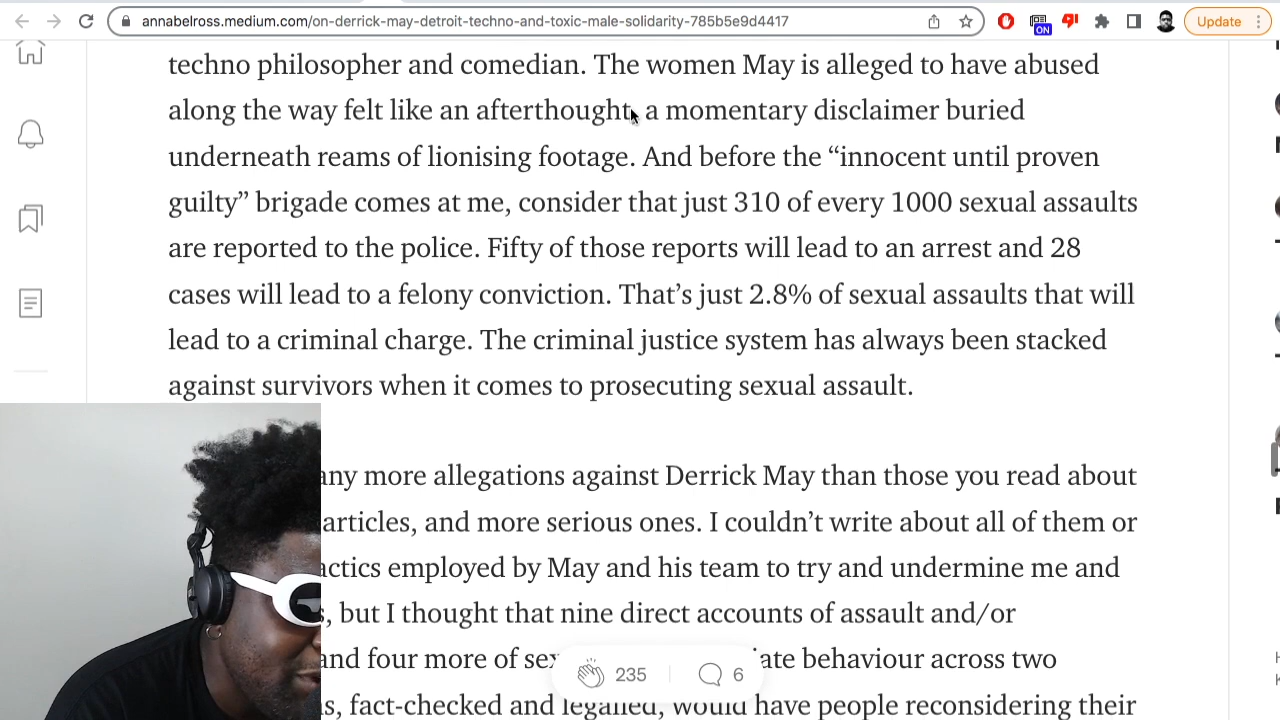 annabelross.medium.com/on-derrick-may-detroit-techno-and-toxic-male-solidarity-785b5e9d4417
ON
Update
techno philosopher and comedian. The women May is alleged to have abused
along the way felt like an afterthought, a momentary disclaimer buried
underneath reams of lionising footage. And before the “innocent until proven
guilty” brigade comes at me, consider that just 310 of every 1000 sexual assaults
are reported to the police. Fifty of those reports will lead to an arrest and 28
cases will lead to a felony conviction. That’s just 2.8% of sexual assaults that will
lead to a criminal charge. The criminal justice system has always been stacked
against survivors when it comes to prosecuting sexual assault.
any more allegations against Derrick May than those you read about
articles, and more serious ones. I couldn’t write about all of them or
actics employed by May and his team to try and undermine me and
s, but I thought that nine direct accounts of assault and/or
and four more of sex iate behaviour across two
235 6
s, fact-checked and legalled, would have people reconsidering their